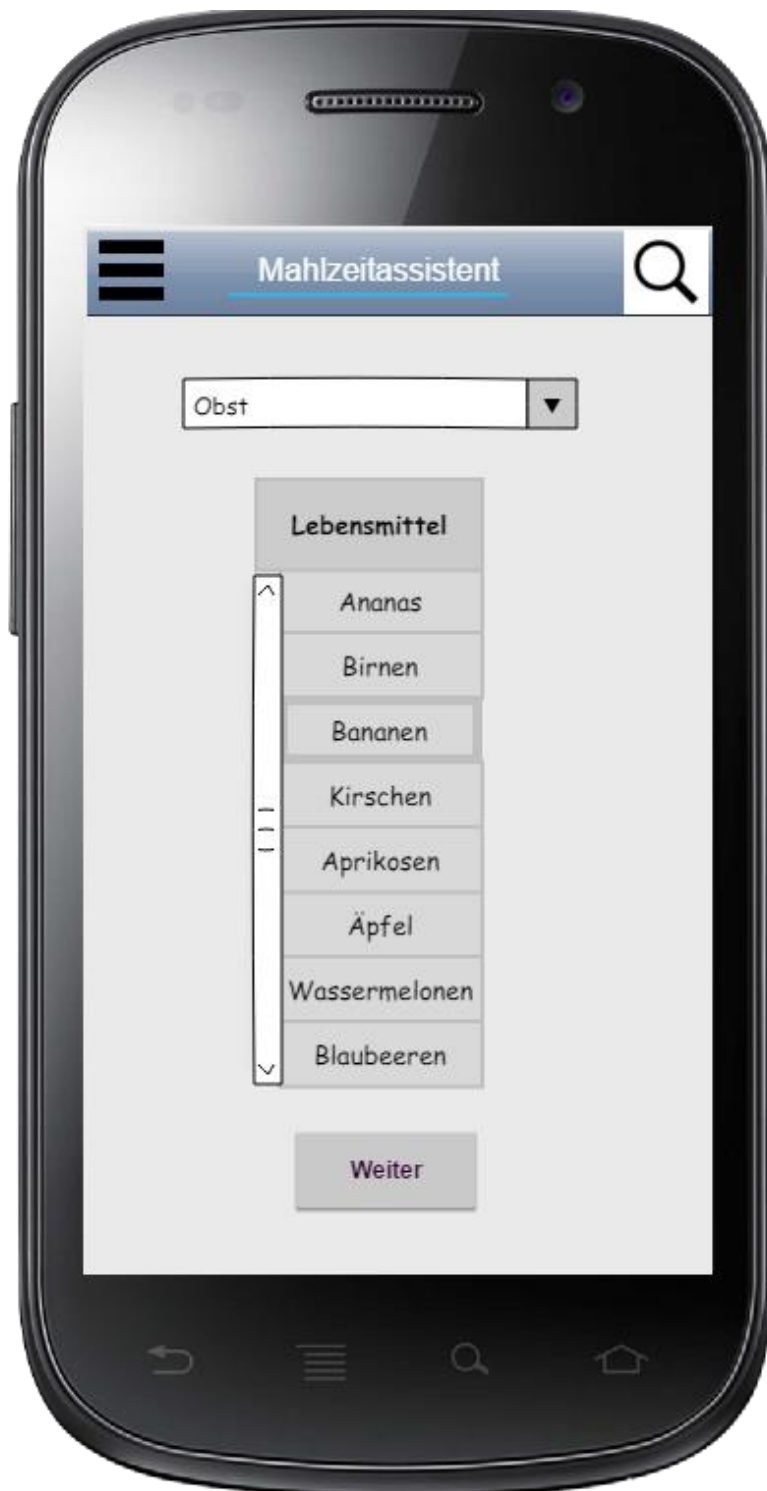 Mahlzeitassistent
Obst
Lebensmittel
Ananas
Birnen
Bananen
Kirschen
Aprikosen
Äpfel
Wassermelonen
Blaubeeren
Weiter